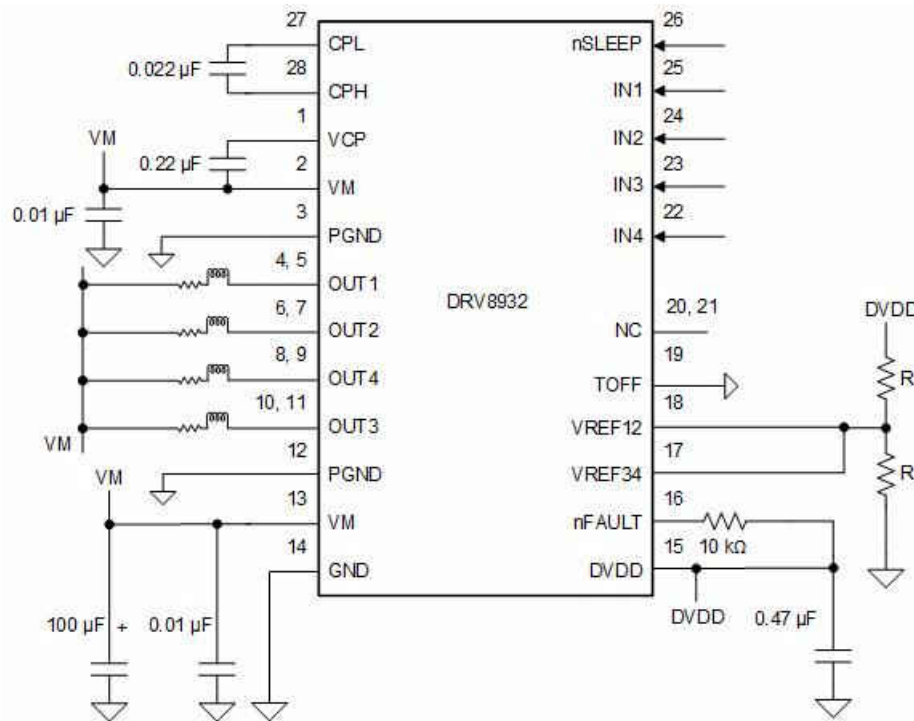 27
CPL
0.022 µF
28
CPH
1
VCP
VM
0.22 µF
2
VM
0.01 µF
3
PGND
4, 5
OUT1
6, 7
OUT2
8, 9
OUT4
10, 11
OUT3
VM
12
PGND
VM
13
VM
14
GND
100 µF +
0.01 µF
DRV8932
26
nSLEEP
25
IN1
24
IN2
23
IN3
22
IN4
20, 21
NC
DVDD
19
TOFF
R
18
VREF12
17
VREF34
R
16
nFAULT
10 kΩ
15
DVDD
DVDD
0.47 µF